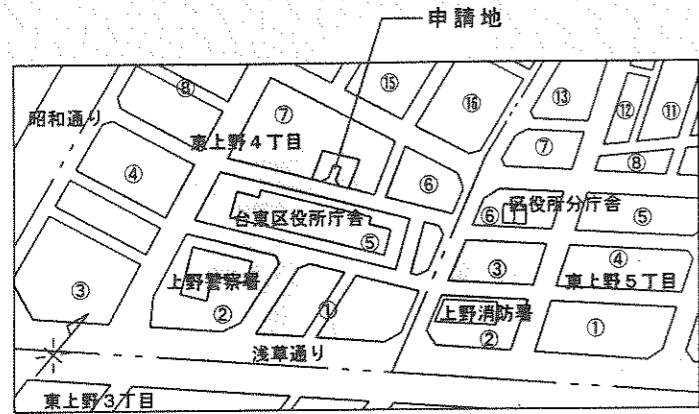 申請地
⑧
⑮
⑯
⑬
⑫
⑪
昭和通り
⑦
東上野4丁目
④
⑥
⑦
⑧
台東区役所庁舎
⑤
⑥
区役所分庁舎
⑤
上野警察署
③
④
東上野5丁目
③
②
①
上野消防署
②
①
浅草通り
東上野3丁目